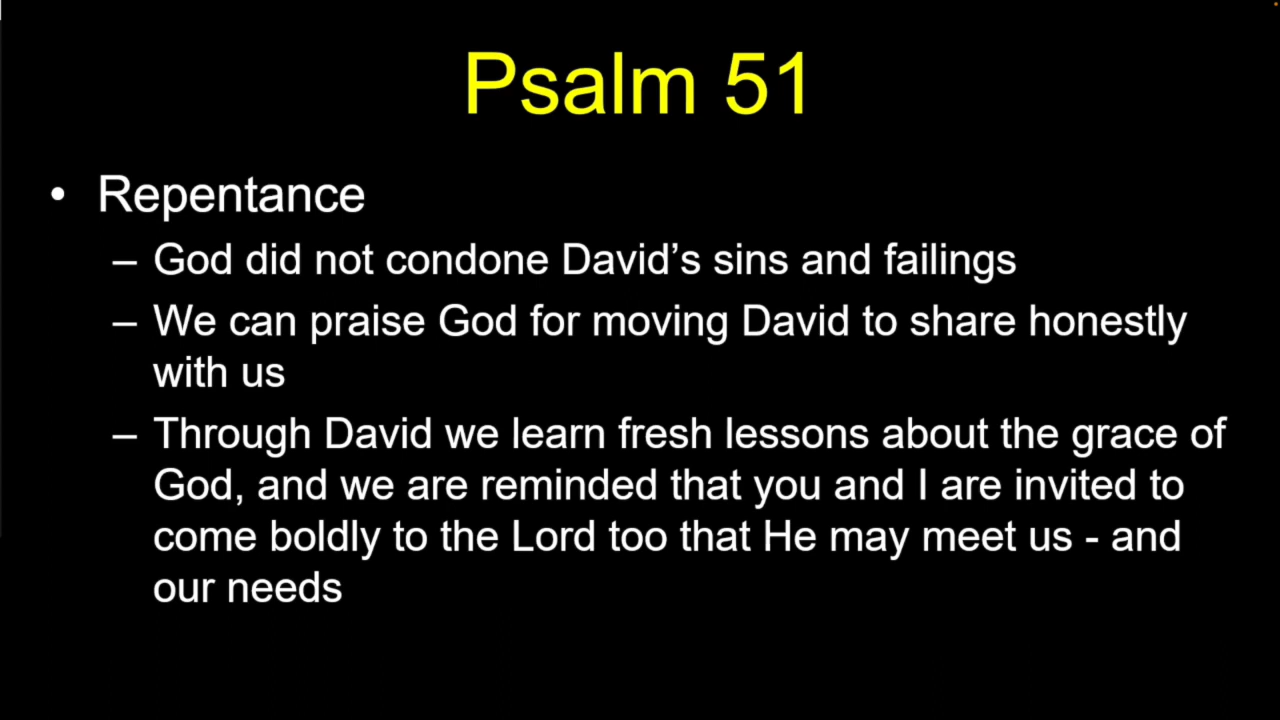 Psalm 51
• Repentance
– God did not condone David’s sins and failings
– We can praise God for moving David to share honestly
with us
– Through David we learn fresh lessons about the grace of
God, and we are reminded that you and I are invited to
come boldly to the Lord too that He may meet us - and
our needs